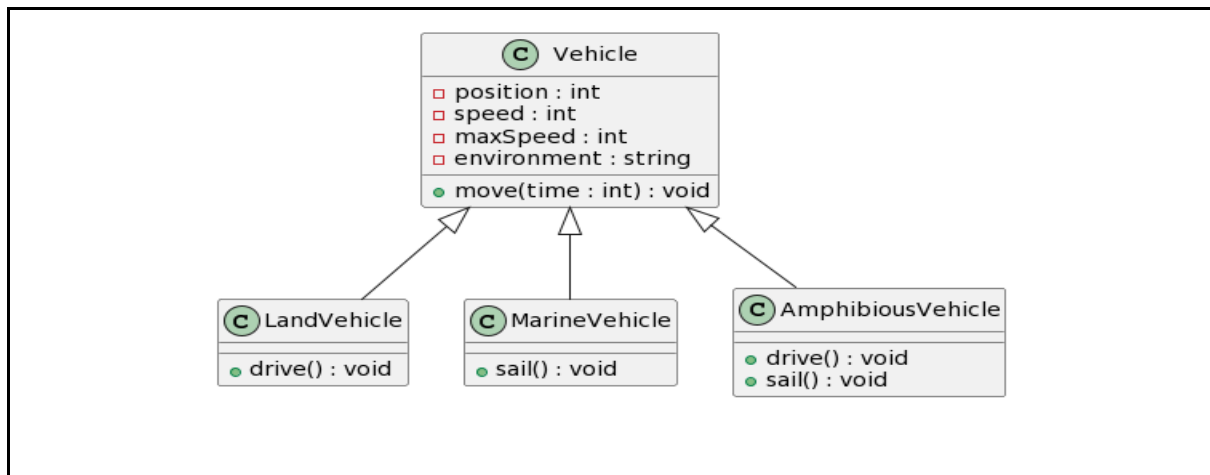 C Vehicle
position : int
speed : int
maxSpeed : int
environment : string
move(time : int) : void
C LandVehicle
drive() : void
C MarineVehicle
sail() : void
C AmphibiousVehicle
drive() : void
sail() : void